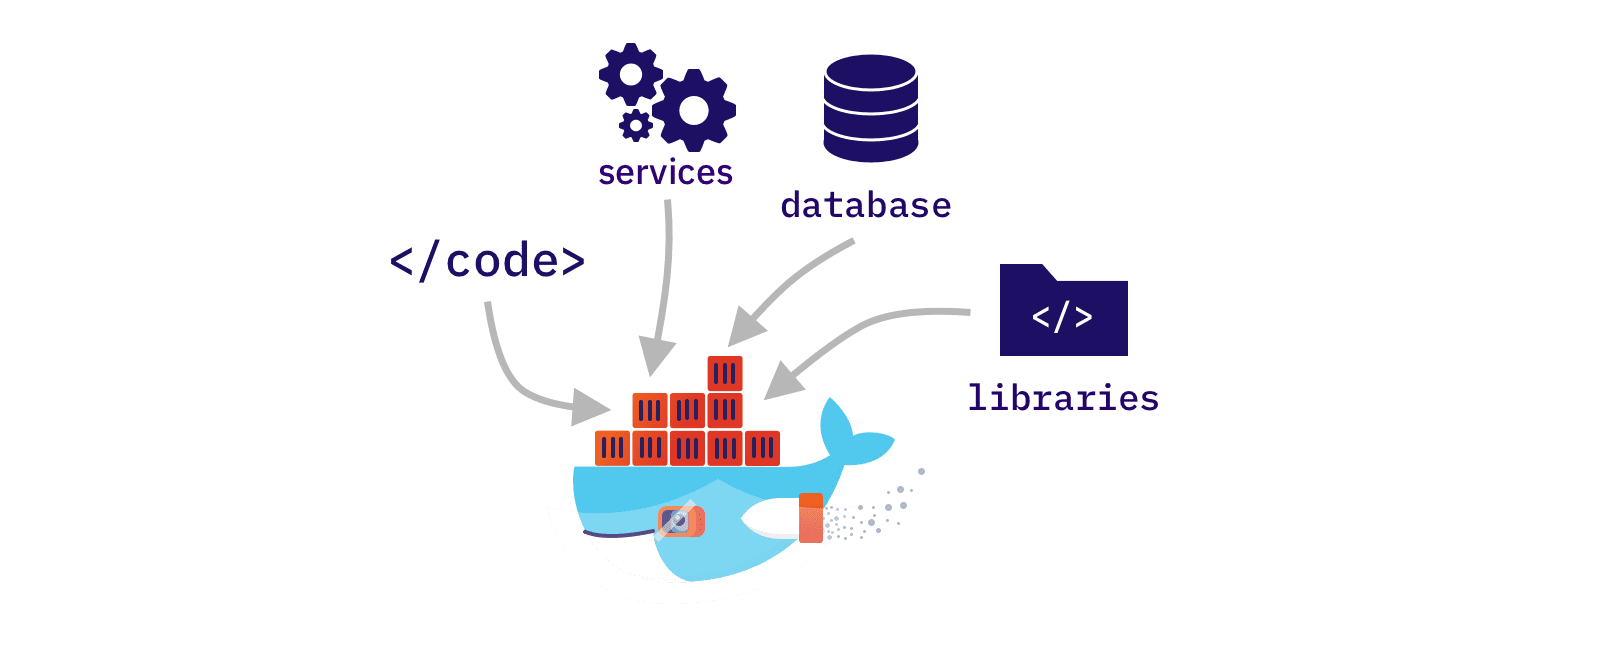 services
database
</code>
</>
libraries